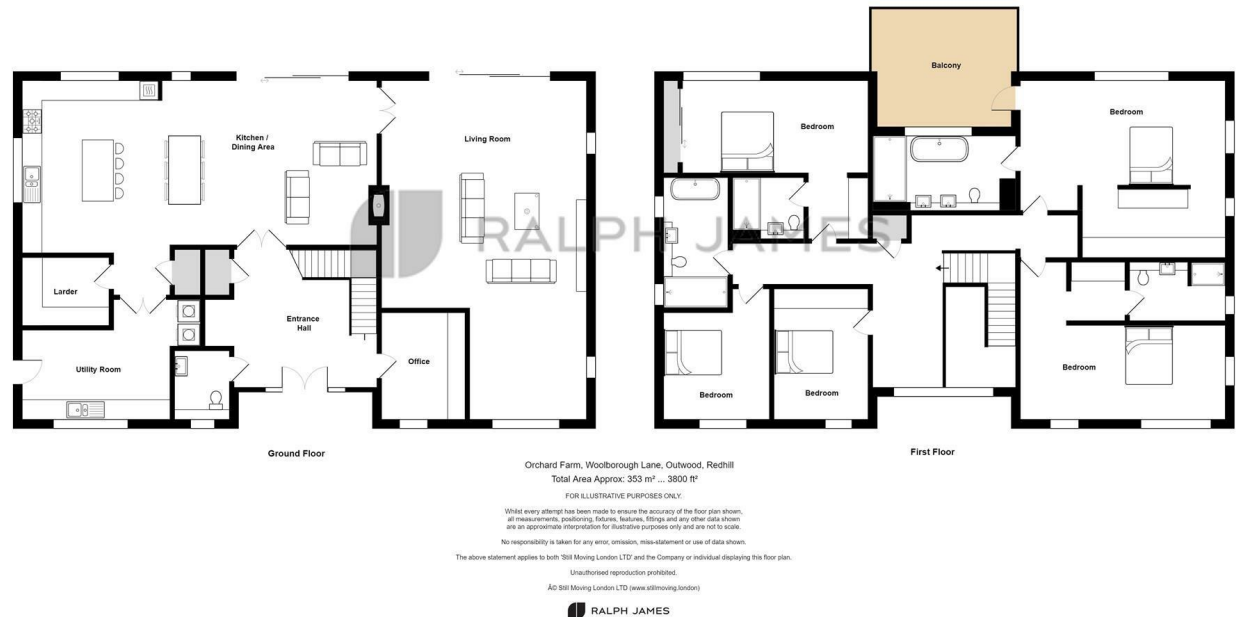 Balcony
Bedroom
Bedroom
Kitchen /
Dining Area
Living Room
RALPH JAMES
RALPH JAMES
Larder
Entrance
Hall
Utility Room
Office
Bedroom
Bedroom
Bedroom
Ground Floor
First Floor
Orchard Farm, Woolborough Lane, Outwood, Redhill
Total Area Approx: 353 m² ... 3800 ft²
FOR ILLUSTRATIVE PURPOSES ONLY.
Whilst every attempt has been made to ensure the accuracy of the floor plan shown,
all measurements, positioning, fixtures, features, fittings and any other data shown
are an approximate interpretation for illustrative purposes only and are not to scale.
No responsibility is taken for any error, omission, miss-statement or use of data shown.
The above statement applies to both 'Still Moving London LTD' and the Company or individual displaying this floor plan.
Unauthorised reproduction prohibited.
Â© Still Moving London LTD (www.stillmoving.london)
RALPH JAMES